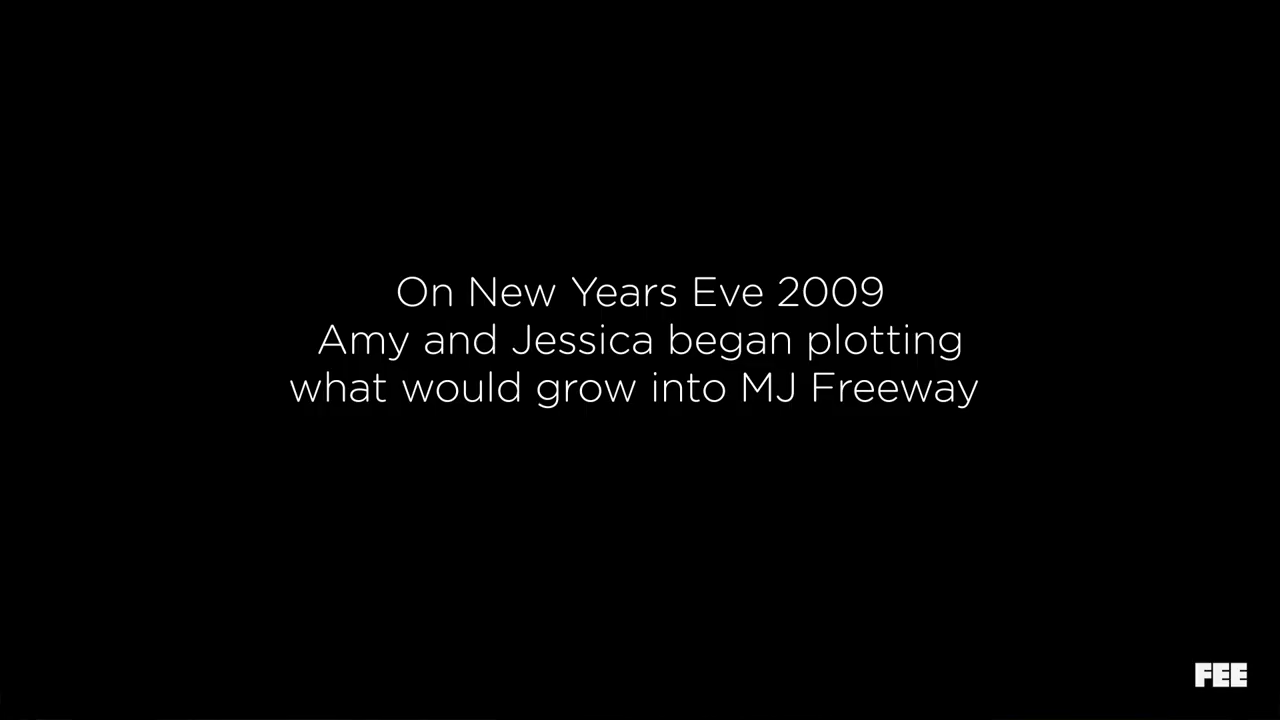 On New Years Eve 2009
Amy and Jessica began plotting
what would grow into MJ Freeway
FEE